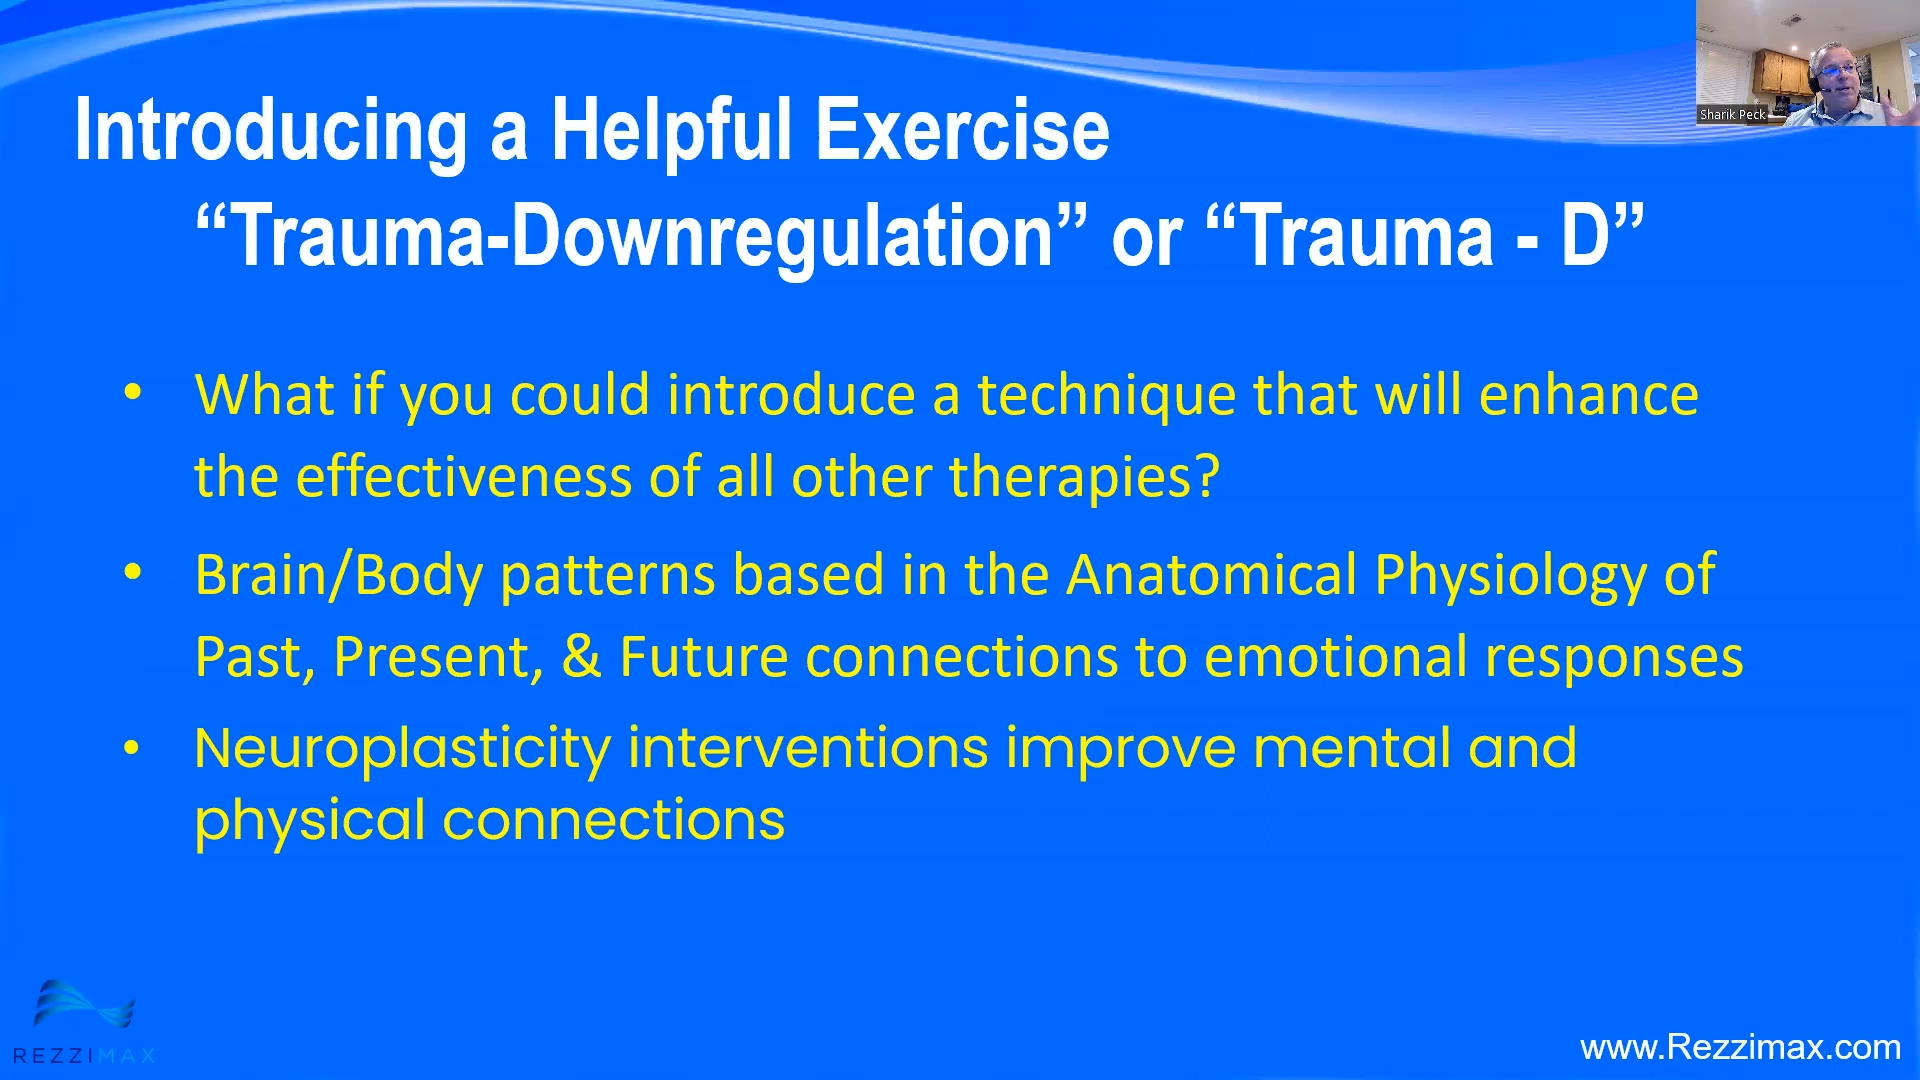 Sharik Peck
Introducing a Helpful Exercise
“Trauma-Downregulation” or “Trauma - D”
• What if you could introduce a technique that will enhance
the effectiveness of all other therapies?
• Brain/Body patterns based in the Anatomical Physiology of
Past, Present, & Future connections to emotional responses
• Neuroplasticity interventions improve mental and
physical connections
REZZIMAX
www.Rezzimax.com